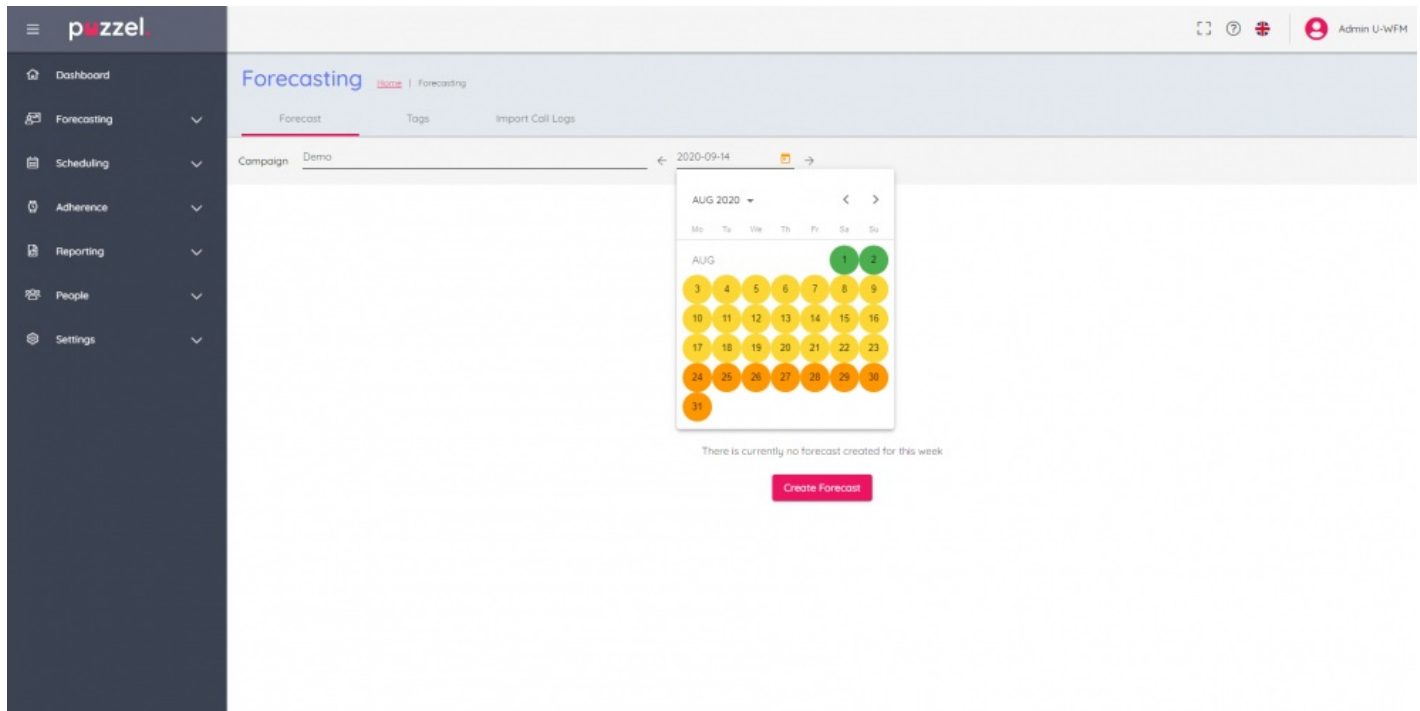 puzzel.
Admin U-WFM
Dashboard
Forecasting
Scheduling
Adherence
Reporting
People
Settings
Forecasting Home | Forecasting
Forecast Tags Import Call Logs
Campaign Demo 2020-09-14
AUG 2020
Mo Tu We Th Fr Sa Su
AUG 1 2
3 4 5 6 7 8 9
10 11 12 13 14 15 16
17 18 19 20 21 22 23
24 25 26 27 28 29 30
31
There is currently no forecast created for this week
Create Forecast